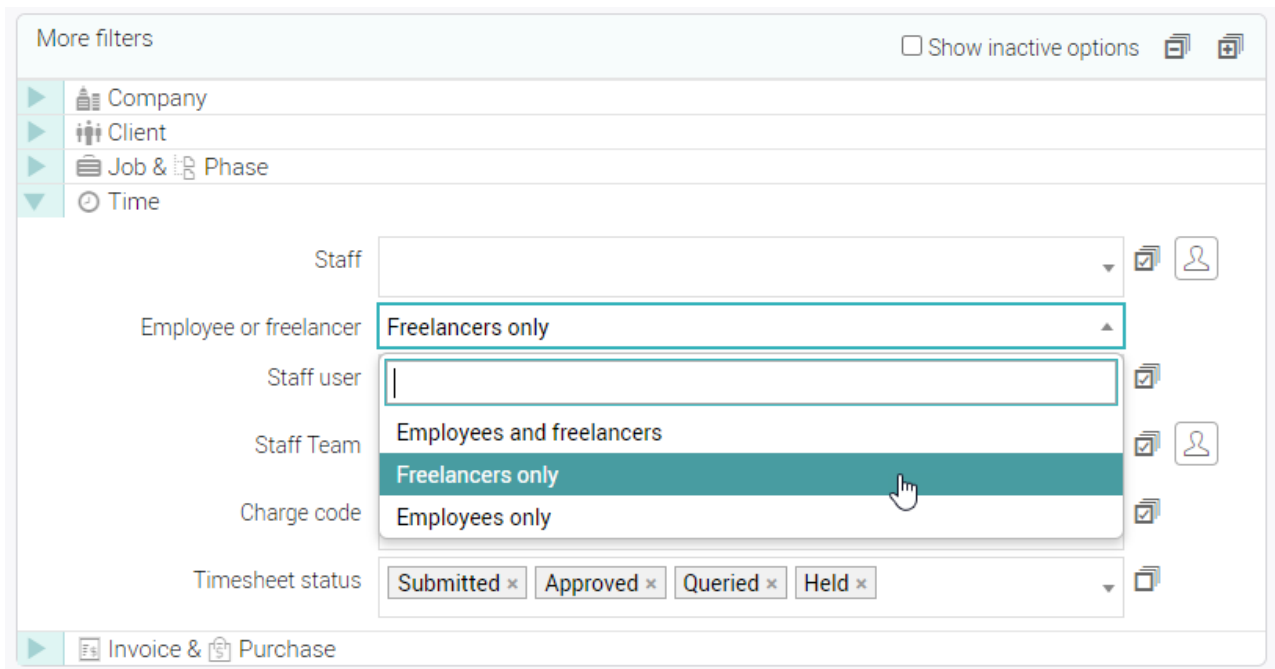 More filters
Show inactive options
Company
Client
Job & Phase
Time
Staff
Employee or freelancer Freelancers only
Staff user
Employees and freelancers
Staff Team
Freelancers only
Charge code Employees only
Timesheet status Submitted × Approved × Queried × Held ×
Invoice & Purchase